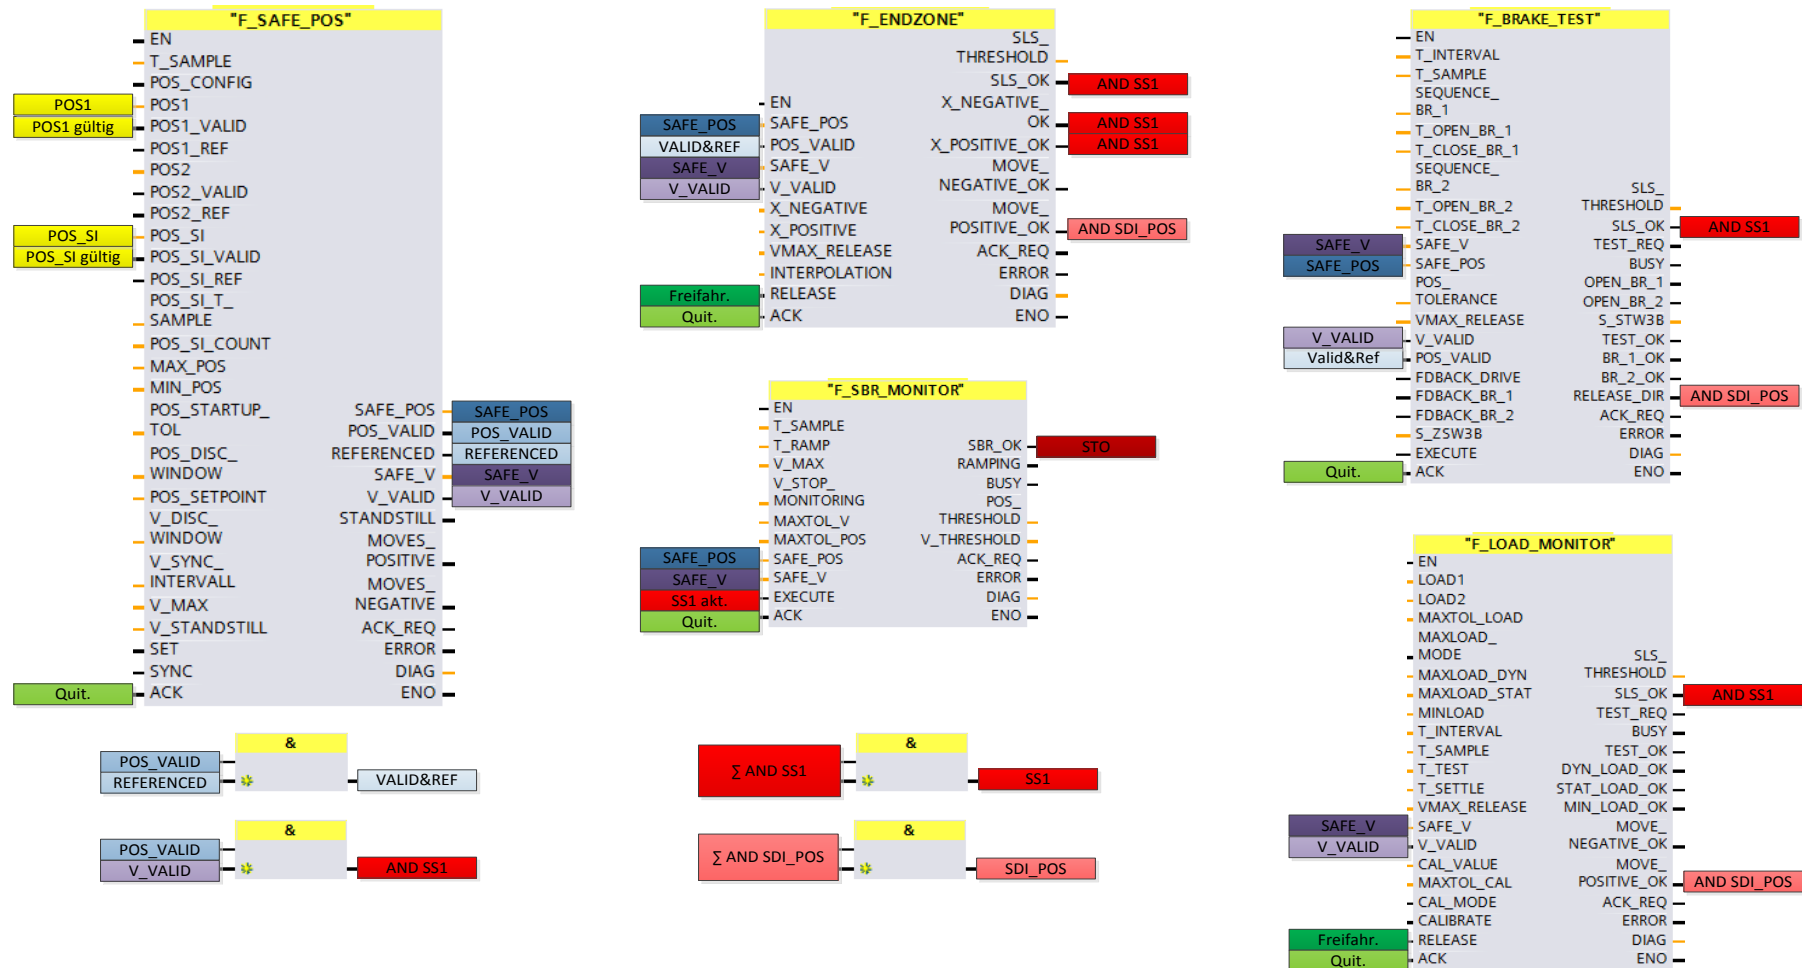 "F_SAFE_POS"
EN
T_SAMPLE
POS_CONFIG
POS1
POS1
POS1 gültig
POS1_VALID
POS1_REF
POS2
POS2_VALID
POS2_REF
POS_SI
POS_SI
POS_SI gültig
POS_SI_VALID
POS_SI_REF
POS_SI_T_
SAMPLE
POS_SI_COUNT
MAX_POS
MIN_POS
POS_STARTUP_
TOL
POS_DISC_
WINDOW
POS_SETPOINT
V_DISC_
WINDOW
V_SYNC_
INTERVALL
V_MAX
V_STANDSTILL
SET
SYNC
Quit.
ACK
SAFE_POS
SAFE_POS
POS_VALID
POS_VALID
REFERENCED
REFERENCED
SAFE_V
SAFE_V
V_VALID
V_VALID
STANDSTILL
MOVES_
POSITIVE
MOVES_
NEGATIVE
ACK_REQ
ERROR
DIAG
ENO
&
POS_VALID
REFERENCED
VALID&REF
&
POS_VALID
V_VALID
AND SS1
"F_ENDZONE"
EN
SAFE_POS
SAFE_POS
VALID&REF
POS_VALID
SAFE_V
SAFE_V
V_VALID
V_VALID
X_NEGATIVE
X_POSITIVE
VMAX_RELEASE
INTERPOLATION
Freifahr.
RELEASE
Quit.
ACK
SLS_
THRESHOLD
SLS_OK
AND SS1
X_NEGATIVE_
OK
AND SS1
X_POSITIVE_OK
AND SS1
MOVE_
NEGATIVE_OK
MOVE_
POSITIVE_OK
AND SDI_POS
ACK_REQ
ERROR
DIAG
ENO
"F_SBR_MONITOR"
EN
T_SAMPLE
T_RAMP
V_MAX
V_STOP_
MONITORING
MAXTOL_V
MAXTOL_POS
SAFE_POS
SAFE_POS
SAFE_V
SAFE_V
SS1 akt.
EXECUTE
Quit.
ACK
SBR_OK
STO
RAMPING
BUSY
POS_
THRESHOLD
V_THRESHOLD
ACK_REQ
ERROR
DIAG
ENO
&
∑ AND SS1
SS1
&
∑ AND SDI_POS
SDI_POS
"F_BRAKE_TEST"
EN
T_INTERVAL
T_SAMPLE
SEQUENCE_
BR_1
T_OPEN_BR_1
T_CLOSE_BR_1
SEQUENCE_
BR_2
T_OPEN_BR_2
T_CLOSE_BR_2
SAFE_V
SAFE_V
SAFE_POS
SAFE_POS
POS_
TOLERANCE
VMAX_RELEASE
V_VALID
V_VALID
Valid&Ref
POS_VALID
FDBACK_DRIVE
FDBACK_BR_1
FDBACK_BR_2
S_ZSW3B
EXECUTE
Quit.
ACK
SLS_
THRESHOLD
SLS_OK
AND SS1
TEST_REQ
BUSY
OPEN_BR_1
OPEN_BR_2
S_STW3B
TEST_OK
BR_1_OK
BR_2_OK
RELEASE_DIR
AND SDI_POS
ACK_REQ
ERROR
DIAG
ENO
"F_LOAD_MONITOR"
EN
LOAD1
LOAD2
MAXTOL_LOAD
MAXLOAD_
MODE
MAXLOAD_DYN
MAXLOAD_STAT
MINLOAD
T_INTERVAL
T_SAMPLE
T_TEST
T_SETTLE
VMAX_RELEASE
SAFE_V
SAFE_V
V_VALID
V_VALID
CAL_VALUE
MAXTOL_CAL
CAL_MODE
CALIBRATE
Freifahr.
RELEASE
Quit.
ACK
SLS_
THRESHOLD
SLS_OK
AND SS1
TEST_REQ
BUSY
TEST_OK
DYN_LOAD_OK
STAT_LOAD_OK
MIN_LOAD_OK
MOVE_
NEGATIVE_OK
MOVE_
POSITIVE_OK
AND SDI_POS
ACK_REQ
ERROR
DIAG
ENO